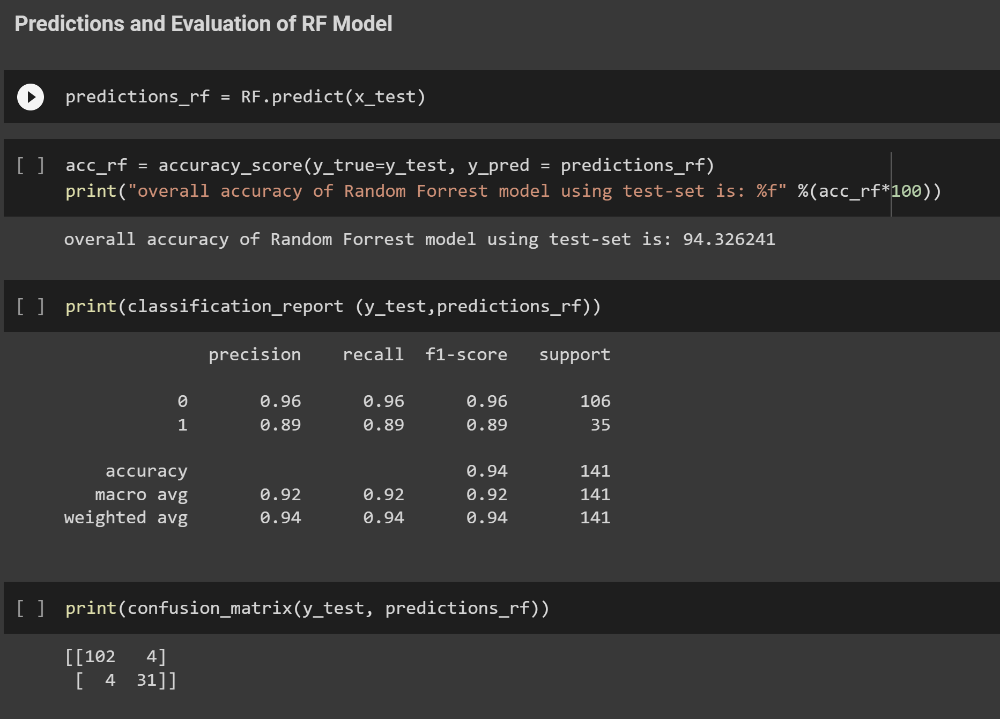 Predictions and Evaluation of RF Model
predictions_rf = RF.predict(x_test)
[ ] acc_rf = accuracy_score(y_true=y_test, y_pred = predictions_rf)
print("overall accuracy of Random Forrest model using test-set is: %f" %(acc_rf*100))
overall accuracy of Random Forrest model using test-set is: 94.326241
[ ] print(classification_report (y_test,predictions_rf))
precision recall f1-score support
0 0.96 0.96 0.96 106
1 0.89 0.89 0.89 35
accuracy 0.94 141
macro avg 0.92 0.92 0.92 141
weighted avg 0.94 0.94 0.94 141
[ ] print(confusion_matrix(y_test, predictions_rf))
[[102 4]
[ 4 31]]